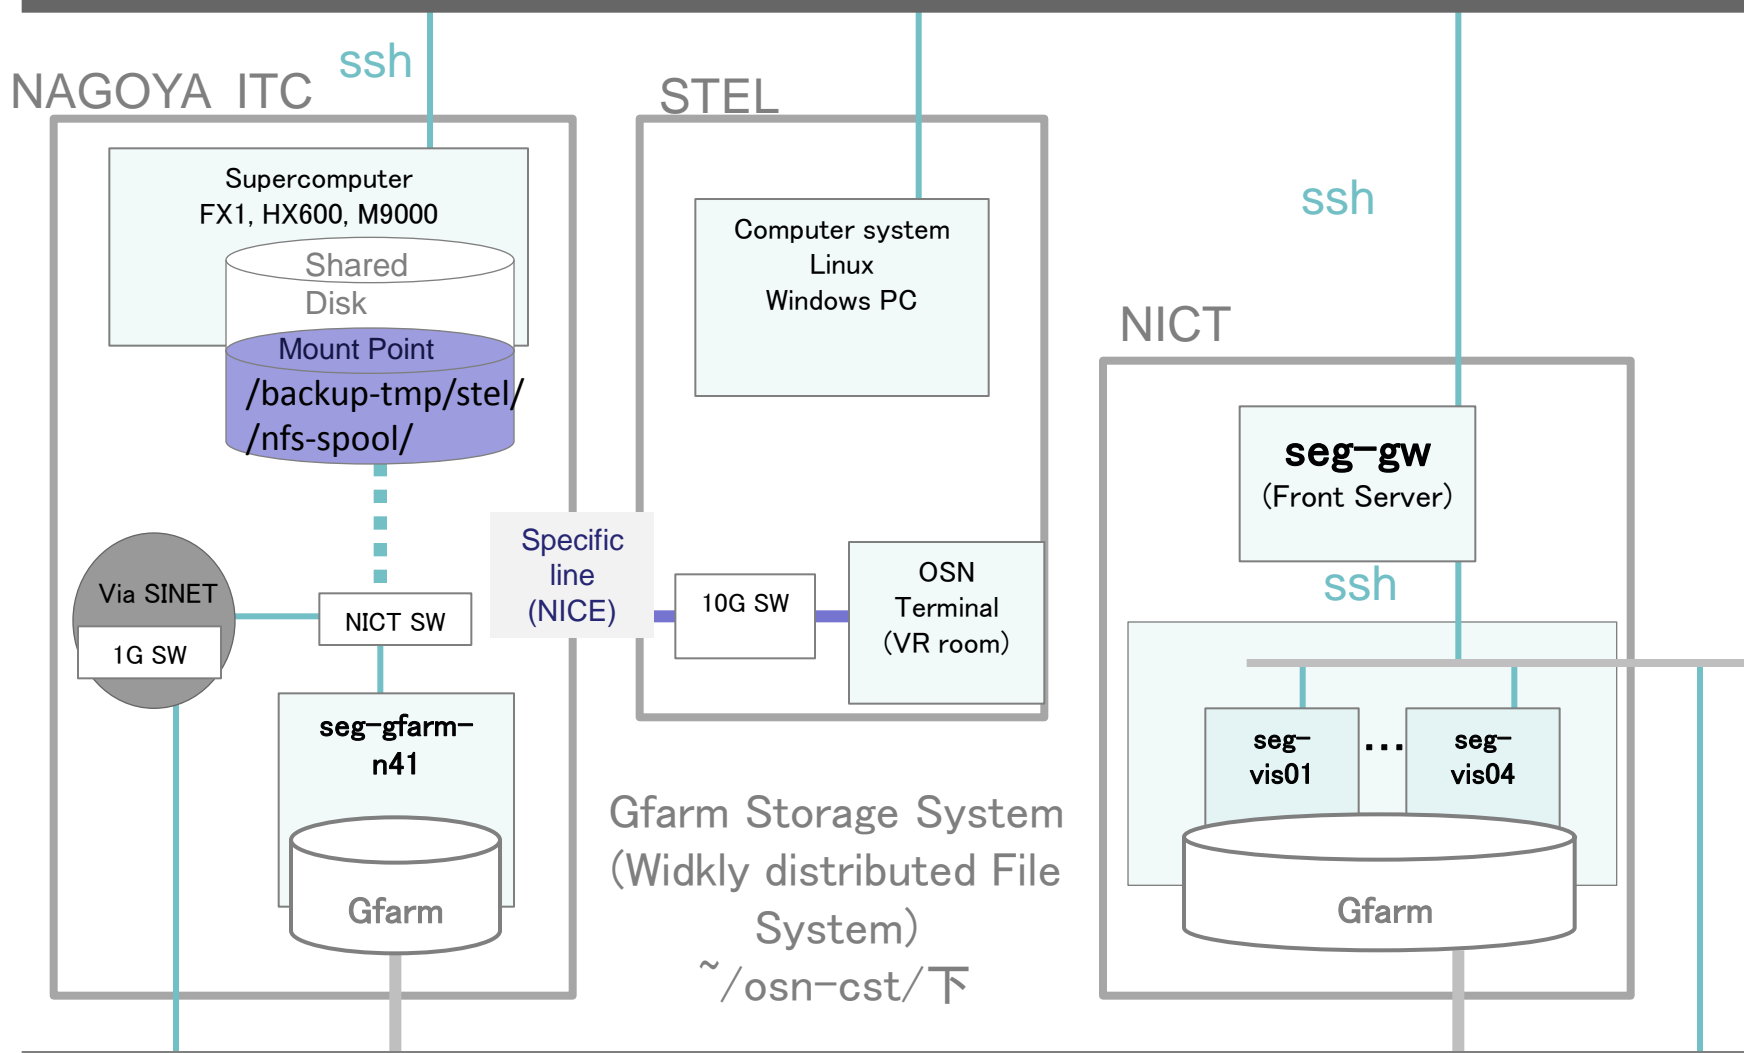 NAGOYA ITC
ssh
Supercomputer
FX1, HX600, M9000
Shared
Disk
Mount Point
/backup-tmp/stel/
/nfs-spool/
Via SINET
1G SW
NICT SW
seg-gfarm-
n41
Gfarm
Specific
line
(NICE)
STEL
Computer system
Linux
Windows PC
10G SW
OSN
Terminal
(VR room)
Gfarm Storage System
(Widkly distributed File
System)
~/osn-cst/下
ssh
NICT
seg-gw
(Front Server)
ssh
seg-
vis01
...
seg-
vis04
Gfarm